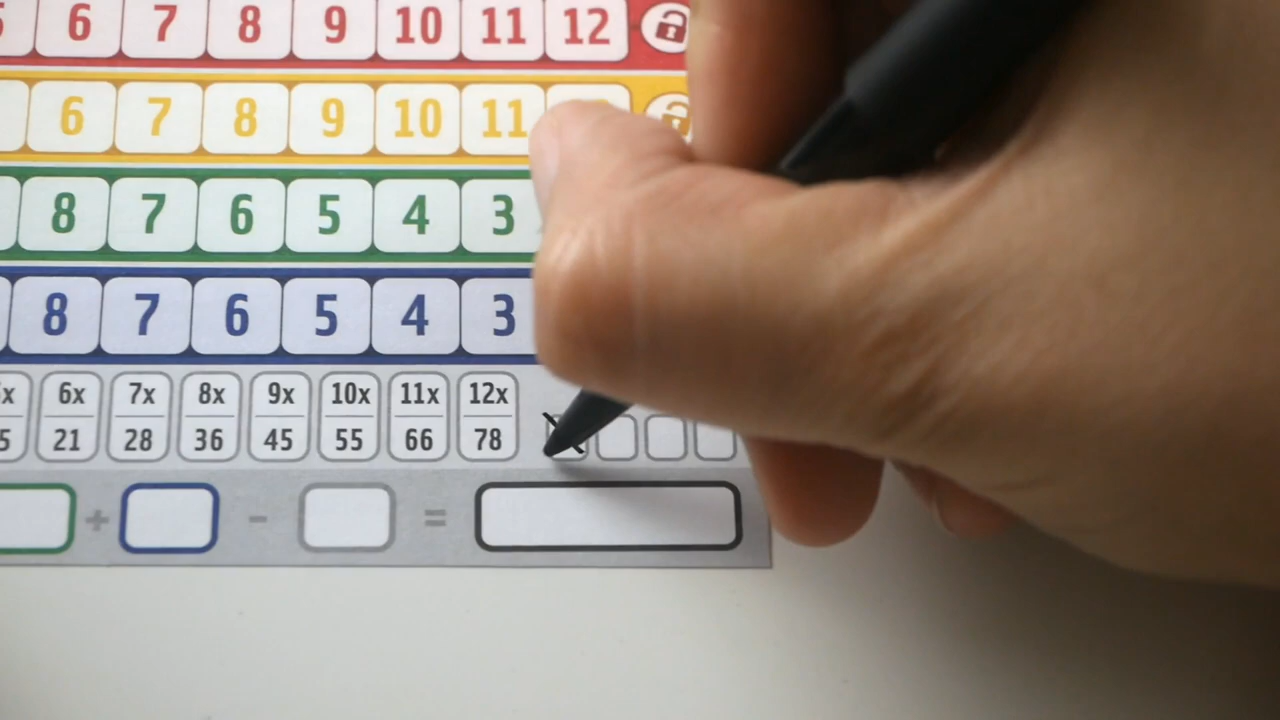 6 7 8 9 10 11 12
6 7 8 9 10 11
8 7 6 5 4 3
8 7 6 5 4 3
6x 7x 8x 9x 10x 11x 12x
21 28 36 45 55 66 78
+ - =